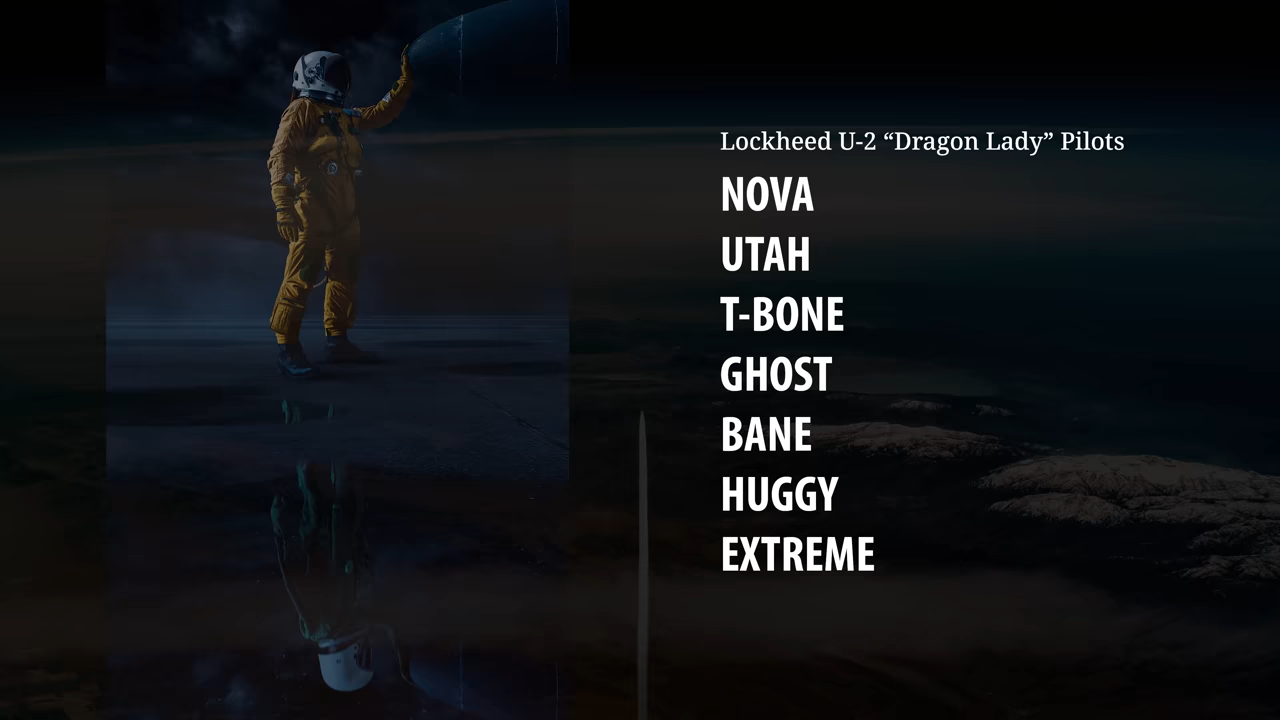 Lockheed U-2 “Dragon Lady” Pilots
NOVA
UTAH
T-BONE
GHOST
BANE
HUGGY
EXTREME